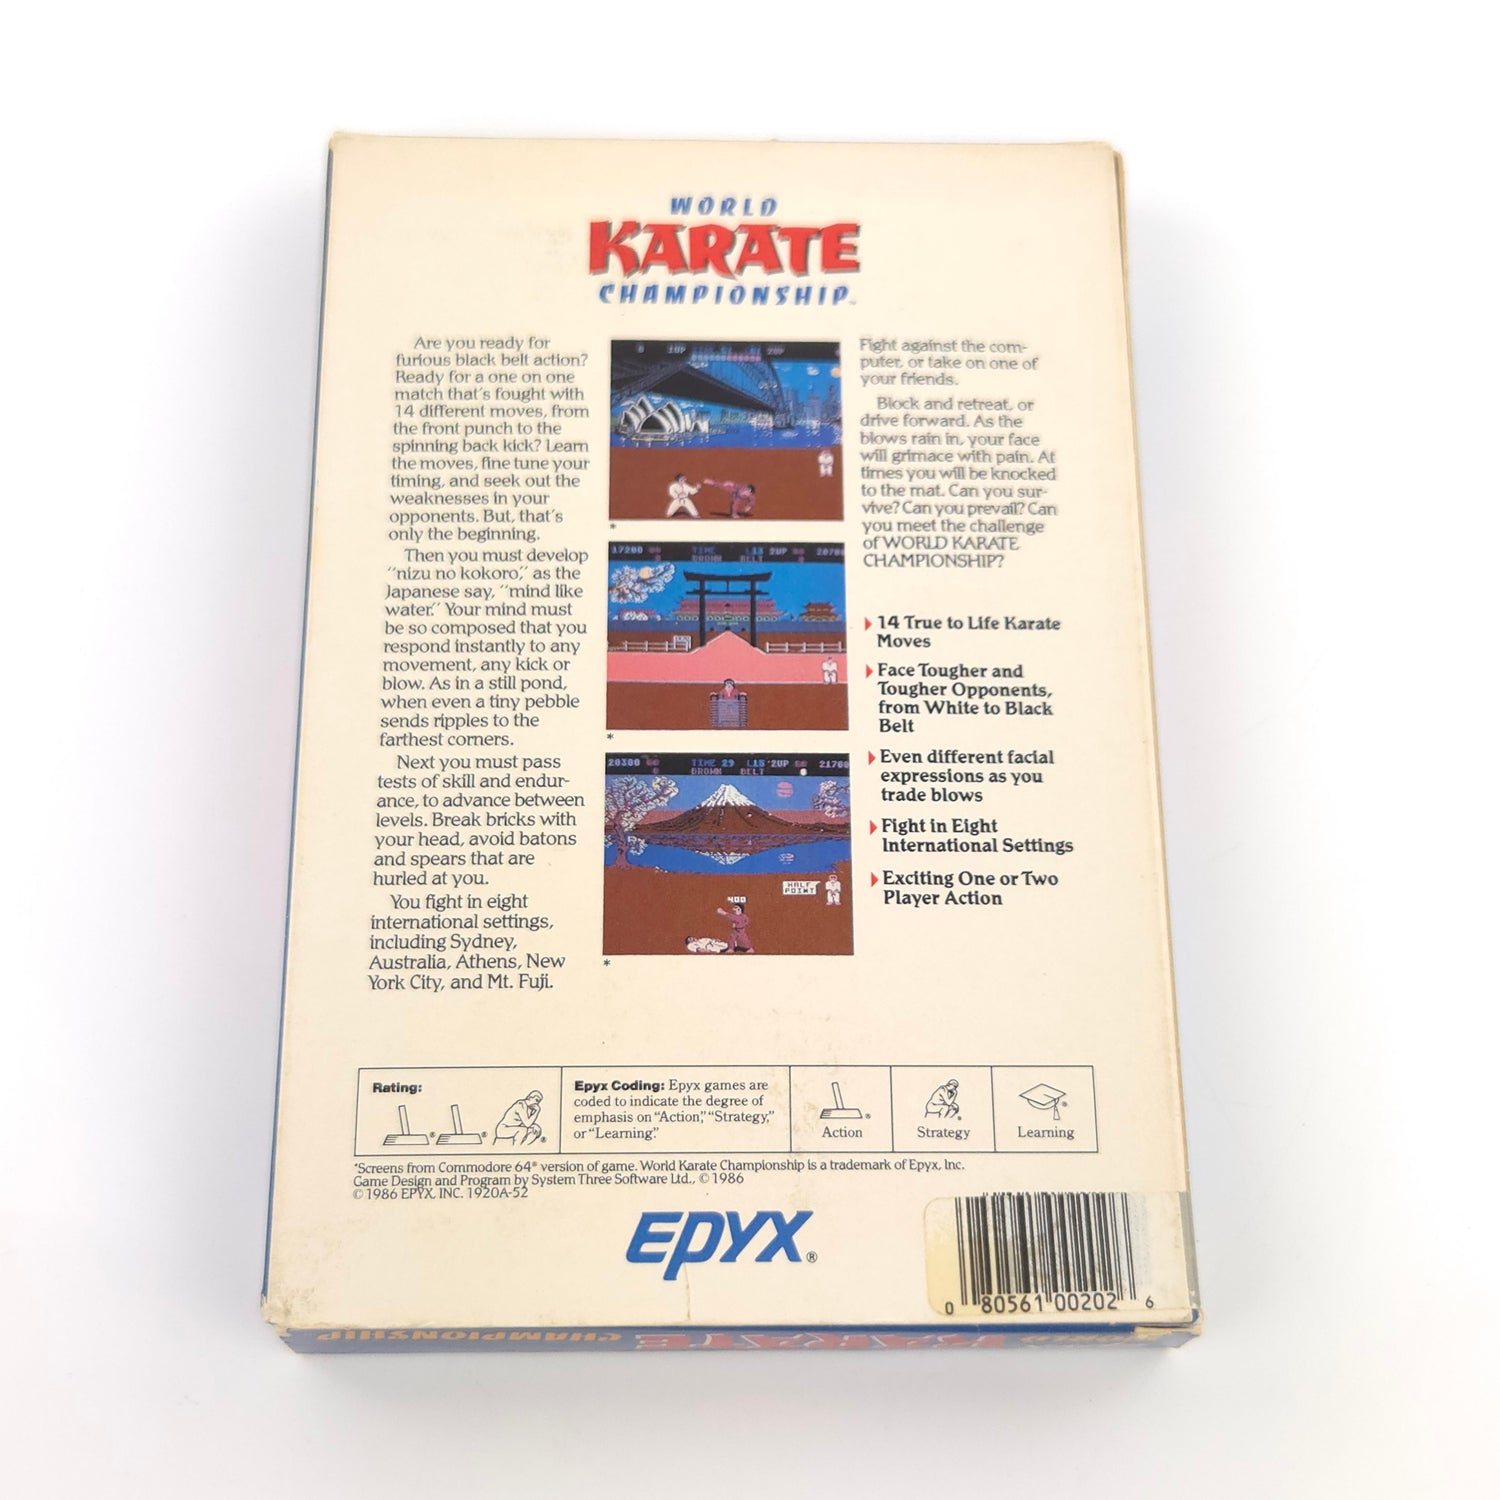 WORLD
KARATE
CHAMPIONSHIP
Are you ready for
furious black belt action?
Ready for a one on one
match that's fought with
14 different moves, from
the front punch to the
spinning back kick? Learn
the moves, fine tune your
timing, and seek out the
weaknesses in your
opponents. But, that's
only the beginning.
Then you must develop
"nizu no kokoro," as the
Japanese say, "mind like
water." Your mind must
be so composed that you
respond instantly to any
movement, any kick or
blow. As in a still pond,
when even a tiny pebble
sends ripples to the
farthest corners.
Next you must pass
tests of skill and endur-
ance, to advance between
levels. Break bricks with
your head, avoid batons
and spears that are
hurled at you.
You fight in eight
international settings,
including Sydney,
Australia, Athens, New
York City, and Mt. Fuji.
1UP TIME 2UP
*
17200 TIME L13 2UP
BROWN BELT
*
20300 TIME 29 L15 2UP 21700
BROWN BELT
HALF
POINT
400
*
Fight against the com-
puter, or take on one of
your friends.
Block and retreat, or
drive forward. As the
blows rain in, your face
will grimace with pain. At
times you will be knocked
to the mat. Can you sur-
vive? Can you prevail? Can
you meet the challenge
of WORLD KARATE
CHAMPIONSHIP?
14 True to Life Karate
Moves
Face Tougher and
Tougher Opponents,
from White to Black
Belt
Even different facial
expressions as you
trade blows
Fight in Eight
International Settings
Exciting One or Two
Player Action
Rating:
Epyx Coding: Epyx games are
coded to indicate the degree of
emphasis on "Action," "Strategy,"
or "Learning."
Action
Strategy
Learning
*Screens from Commodore 64® version of game. World Karate Championship is a trademark of Epyx, Inc.
Game Design and Program by System Three Software Ltd., © 1986
© 1986 EPYX, INC. 1920A-52
EPYX®
0 80561 00202 6
KARATE
CHAMPIONSHIP